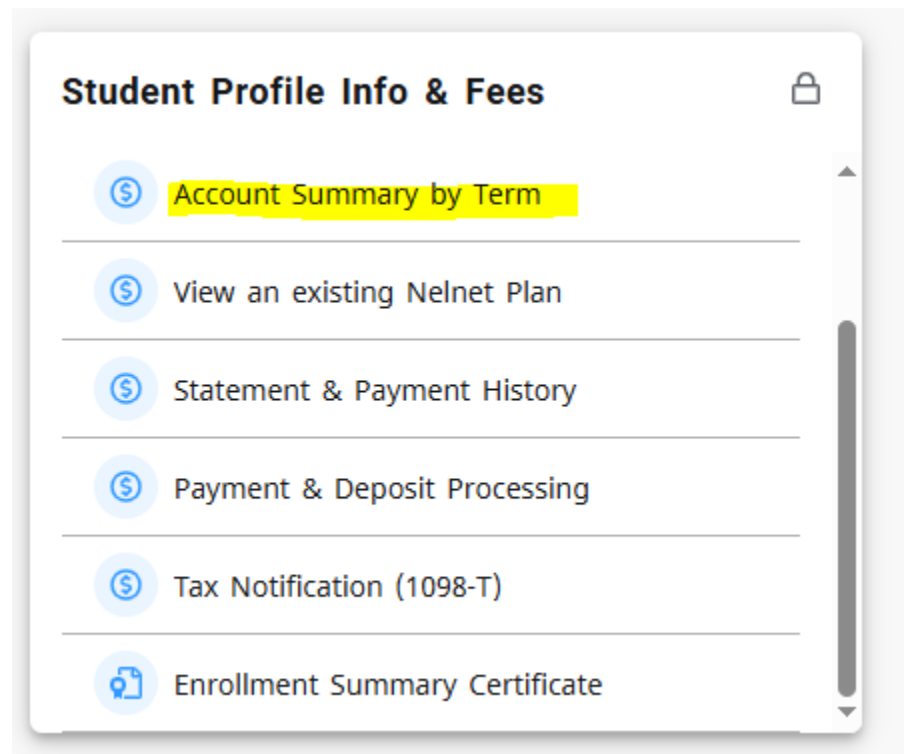 Student Profile Info & Fees
Account Summary by Term
View an existing Nelnet Plan
Statement & Payment History
Payment & Deposit Processing
Tax Notification (1098-T)
Enrollment Summary Certificate